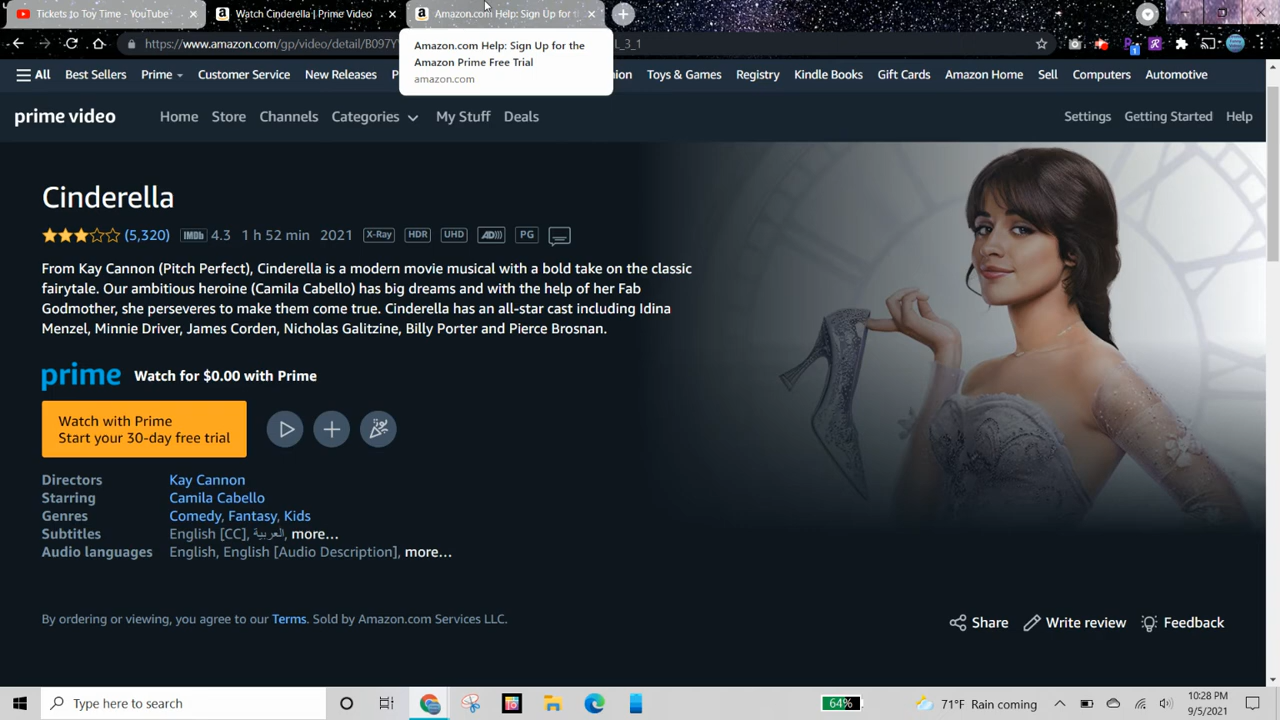 Tickets to Toy Time - YouTube
Watch Cinderella | Prime Video
Amazon.com Help: Sign Up for t
https://www.amazon.com/gp/video/detail/B097Y
L_3_1
Amazon.com Help: Sign Up for the
Amazon Prime Free Trial
amazon.com
All Best Sellers Prime Customer Service New Releases Toys & Games Registry Kindle Books Gift Cards Amazon Home Sell Computers Automotive
prime video Home Store Channels Categories My Stuff Deals Settings Getting Started Help
Cinderella
(5,320) IMDb 4.3 1 h 52 min 2021 X-Ray HDR UHD AD PG
From Kay Cannon (Pitch Perfect), Cinderella is a modern movie musical with a bold take on the classic
fairytale. Our ambitious heroine (Camila Cabello) has big dreams and with the help of her Fab
Godmother, she perseveres to make them come true. Cinderella has an all-star cast including Idina
Menzel, Minnie Driver, James Corden, Nicholas Galitzine, Billy Porter and Pierce Brosnan.
prime Watch for $0.00 with Prime
Watch with Prime
Start your 30-day free trial
Directors Kay Cannon
Starring Camila Cabello
Genres Comedy, Fantasy, Kids
Subtitles English [CC], العربية, more...
Audio languages English, English [Audio Description], more...
By ordering or viewing, you agree to our Terms. Sold by Amazon.com Services LLC.
Share Write review Feedback
Type here to search
64%
71°F Rain coming
10:28 PM
9/5/2021